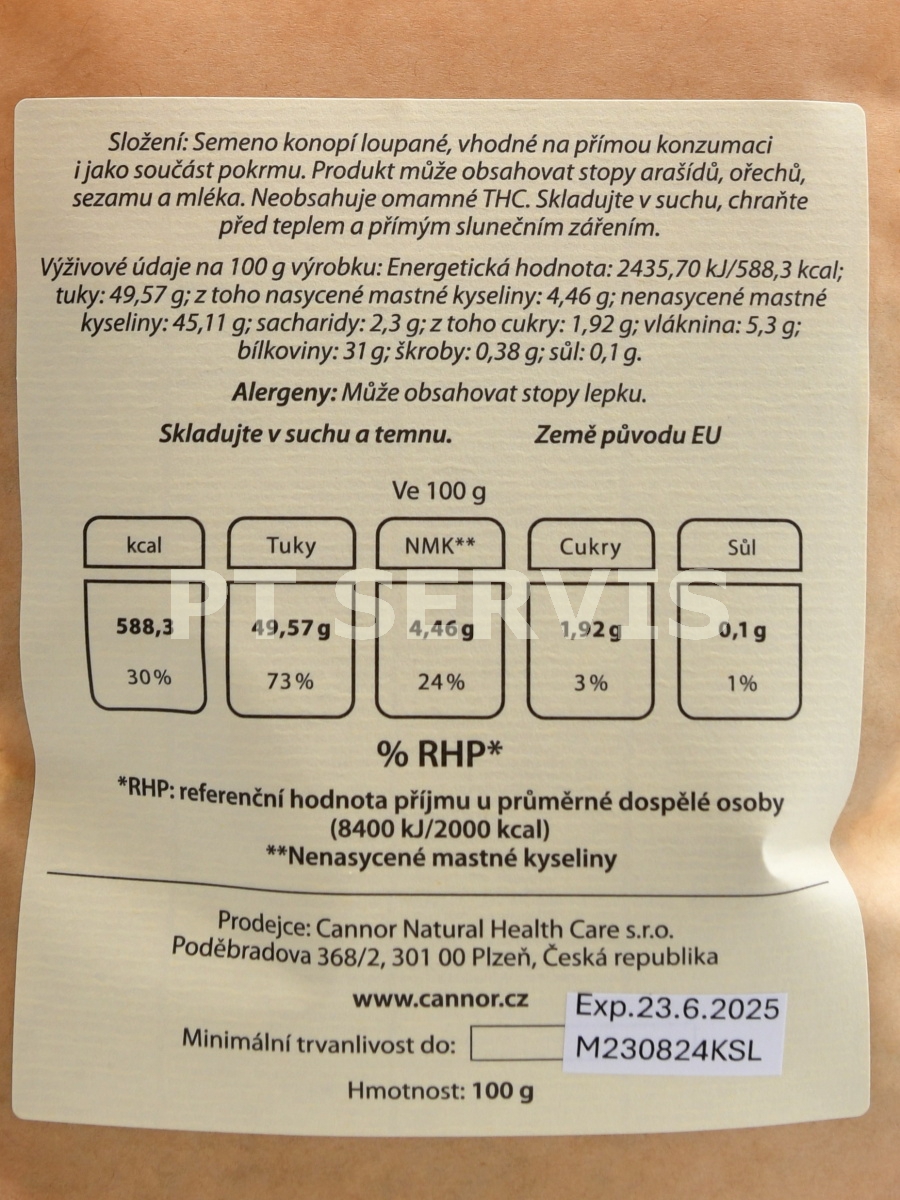 Složení: Semeno konopí loupané, vhodné na přímou konzumaci
i jako součást pokrmu. Produkt může obsahovat stopy arašídů, ořechů,
sezamu a mléka. Neobsahuje omamné THC. Skladujte v suchu, chraňte
před teplem a přímým slunečním zářením.
Výživové údaje na 100 g výrobku: Energetická hodnota: 2435,70 kJ/588,3 kcal;
tuky: 49,57 g; z toho nasycené mastné kyseliny: 4,46 g; nenasycené mastné
kyseliny: 45,11 g; sacharidy: 2,3 g; z toho cukry: 1,92 g; vláknina: 5,3 g;
bílkoviny: 31 g; škroby: 0,38 g; sůl: 0,1 g.
Alergeny: Může obsahovat stopy lepku.
Skladujte v suchu a temnu. Země původu EU
Ve 100 g
kcal Tuky NMK** Cukry Sůl
PT SERVIS
588,3 49,57 g 4,46 g 1,92 g 0,1 g
30% 73% 24% 3% 1%
% RHP*
*RHP: referenční hodnota příjmu u průměrné dospělé osoby
(8400 kJ/2000 kcal)
**Nenasycené mastné kyseliny
Prodejce: Cannor Natural Health Care s.r.o.
Poděbradova 368/2, 301 00 Plzeň, Česká republika
www.cannor.cz
Exp.23.6.2025
Minimální trvanlivost do: M230824KSL
Hmotnost: 100 g